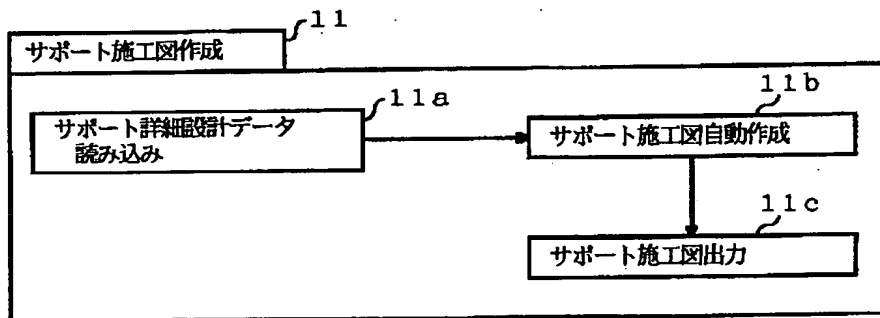 11
サポート施工図作成
11a
サポート詳細設計データ
読み込み
11b
サポート施工図自動作成
11c
サポート施工図出力